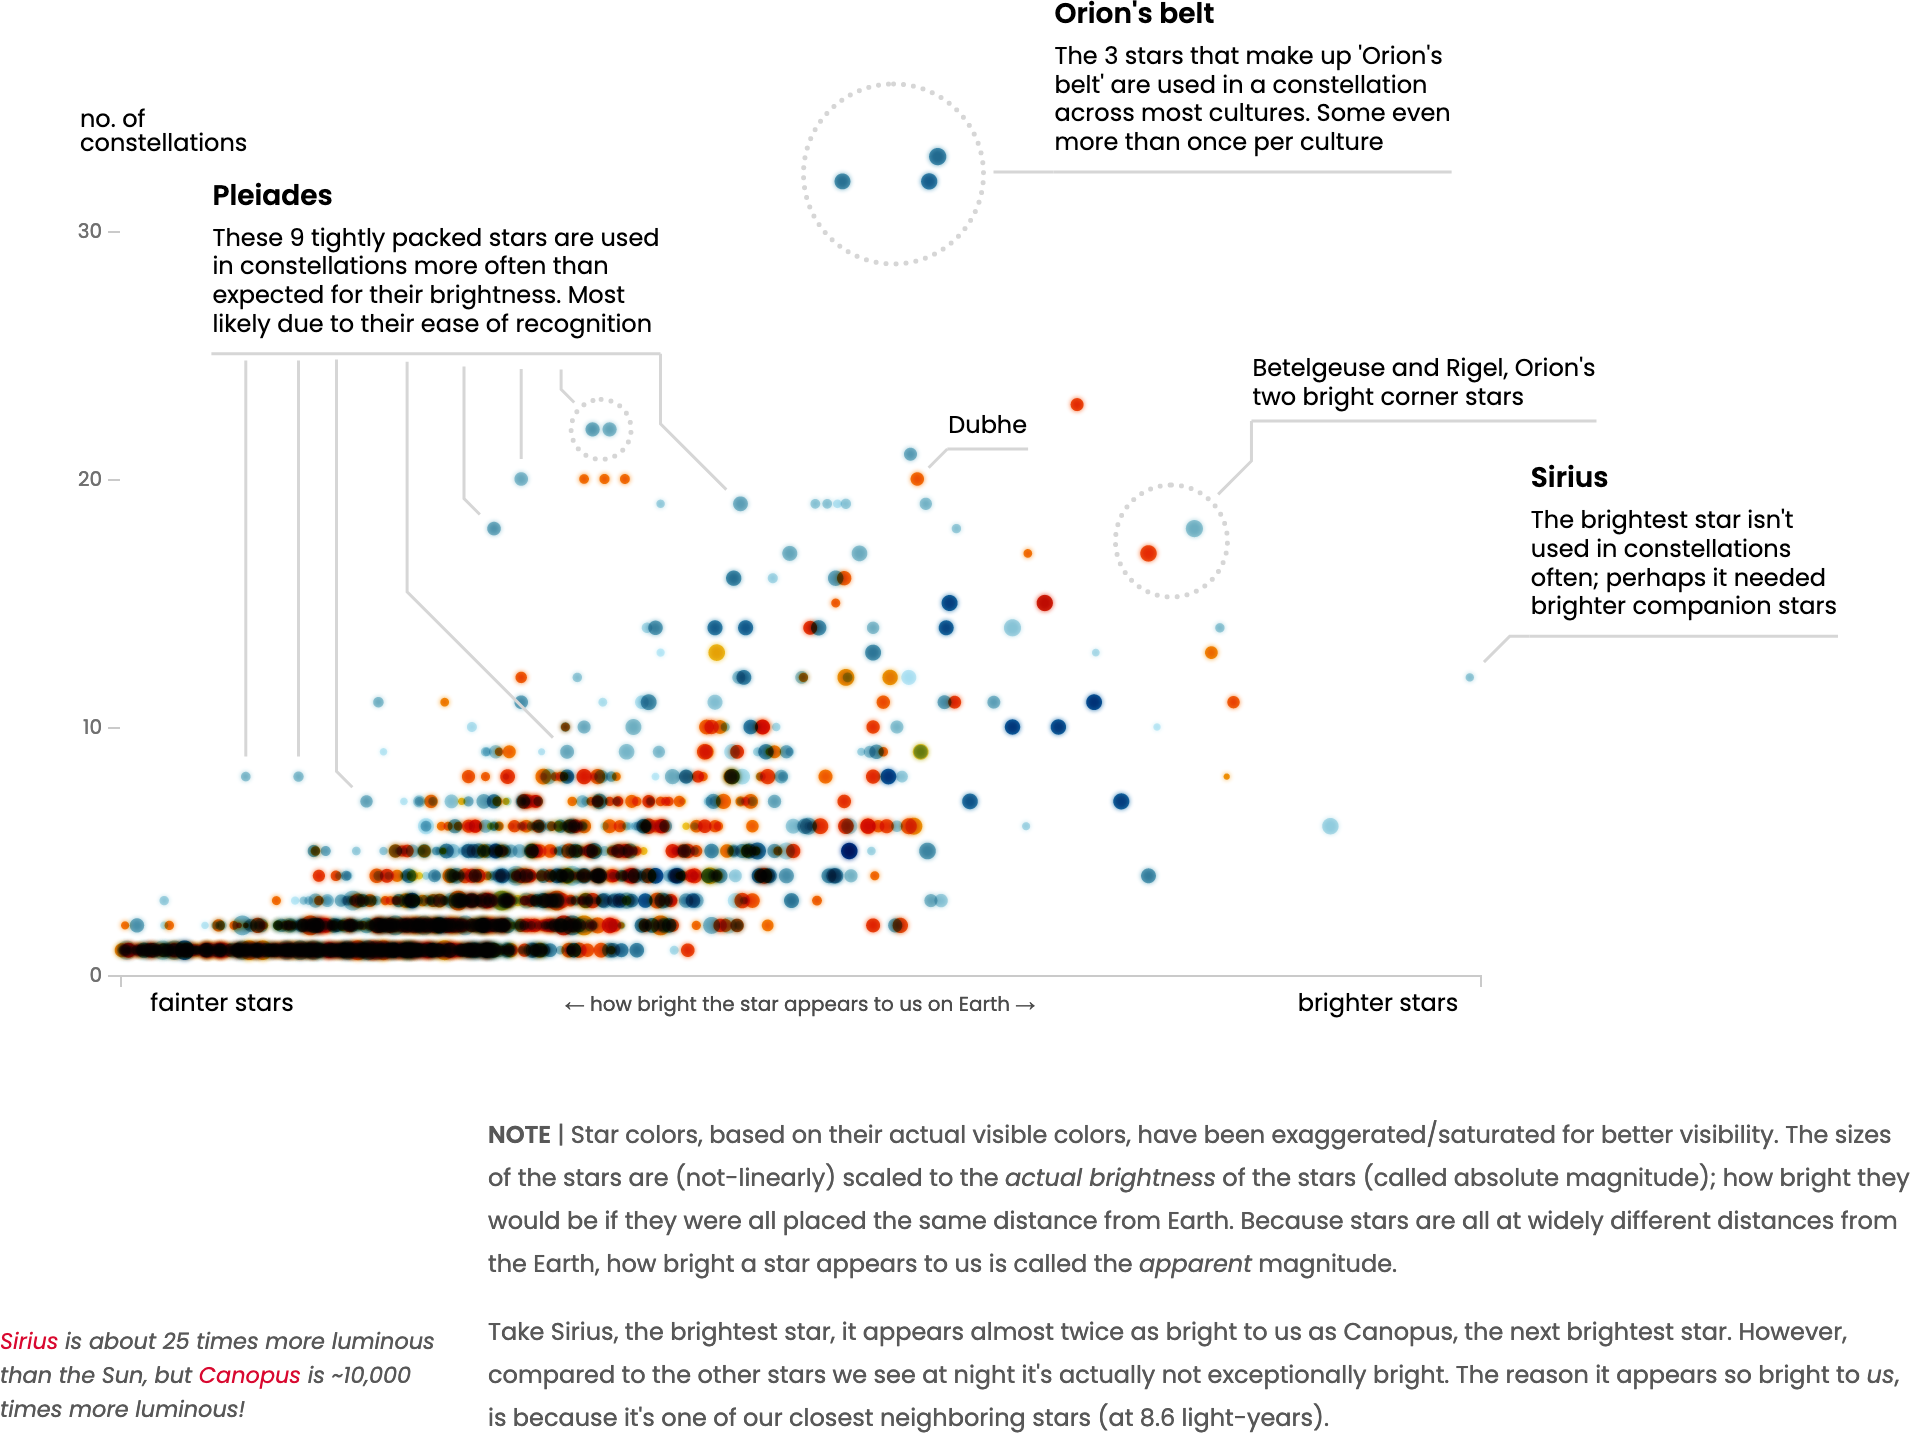 Orion's belt
The 3 stars that make up 'Orion's
belt' are used in a constellation
across most cultures. Some even
more than once per culture
no. of
constellations
Pleiades
These 9 tightly packed stars are used
in constellations more often than
expected for their brightness. Most
likely due to their ease of recognition
30
Betelgeuse and Rigel, Orion's
two bright corner stars
Dubhe
Sirius
The brightest star isn't
used in constellations
often; perhaps it needed
brighter companion stars
20
10
0
fainter stars
← how bright the star appears to us on Earth →
brighter stars
NOTE | Star colors, based on their actual visible colors, have been exaggerated/saturated for better visibility. The sizes
of the stars are (not-linearly) scaled to the actual brightness of the stars (called absolute magnitude); how bright they
would be if they were all placed the same distance from Earth. Because stars are all at widely different distances from
the Earth, how bright a star appears to us is called the apparent magnitude.
Sirius is about 25 times more luminous
than the Sun, but Canopus is ~10,000
times more luminous!
Take Sirius, the brightest star, it appears almost twice as bright to us as Canopus, the next brightest star. However,
compared to the other stars we see at night it's actually not exceptionally bright. The reason it appears so bright to us,
is because it's one of our closest neighboring stars (at 8.6 light-years).